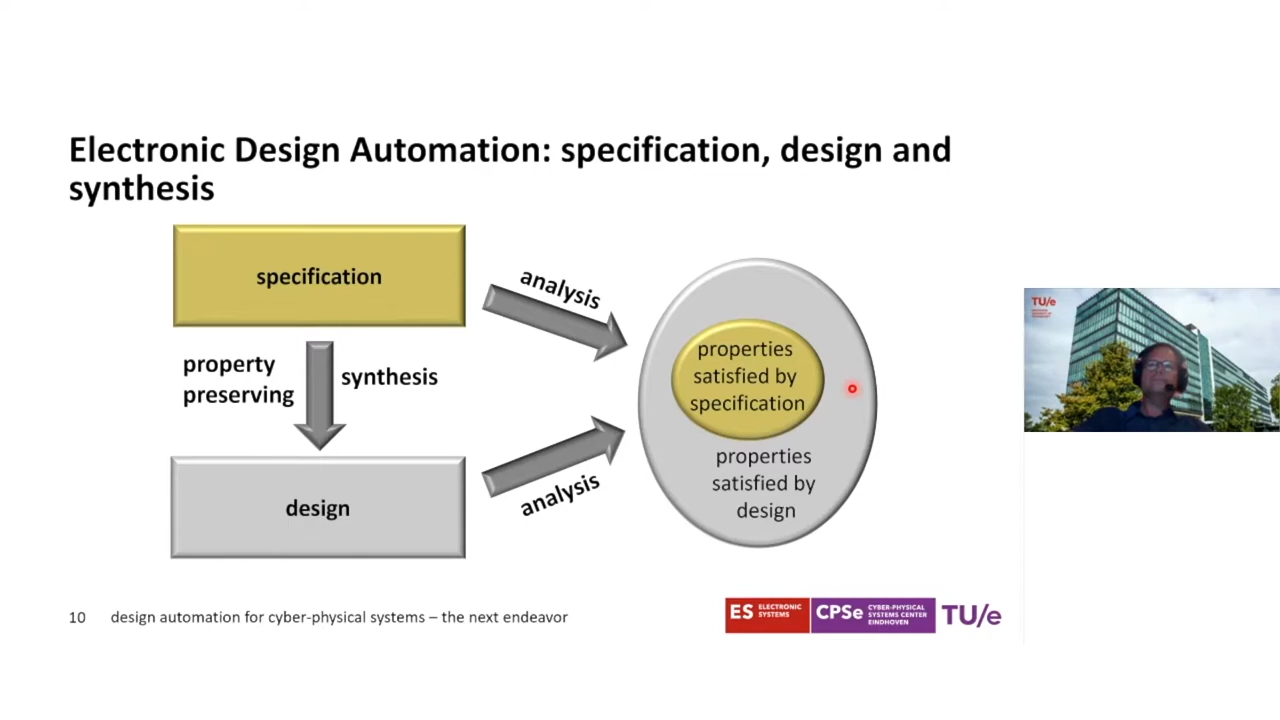 Electronic Design Automation: specification, design and
synthesis
specification
analysis
property
preserving
synthesis
properties
satisfied by
specification
properties
satisfied by
design
design
analysis
10 design automation for cyber-physical systems – the next endeavor
ES ELECTRONIC
SYSTEMS
CPSe CYBER-PHYSICAL
SYSTEMS CENTER
EINDHOVEN
TU/e
TU/e